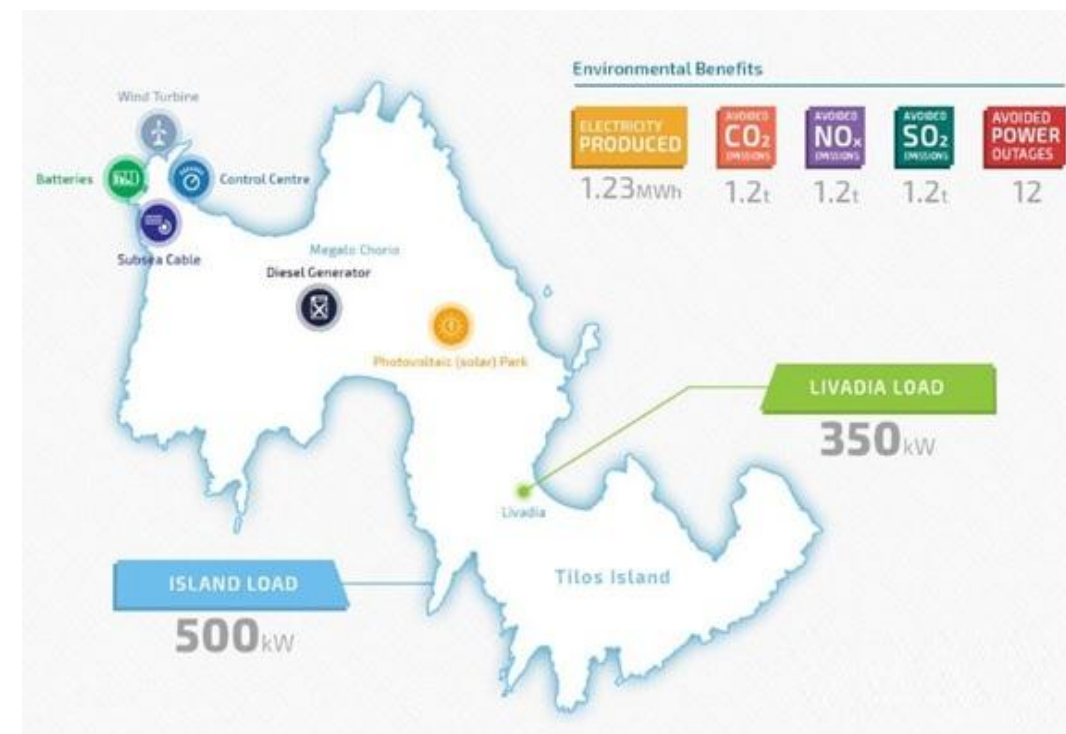 Environmental Benefits
ELECTRICITY
PRODUCED
1.23MWh
AVOIDED
CO₂
EMISSIONS
1.2t
AVOIDED
NOₓ
EMISSIONS
1.2t
AVOIDED
SO₂
EMISSIONS
1.2t
AVOIDED
POWER
OUTAGES
12
Wind Turbine
Batteries
Control Centre
Subsea Cable
Megalo Chorio
Diesel Generator
Photovoltaic (solar) Park
LIVADIA LOAD
350kW
Livadia
Tilos Island
ISLAND LOAD
500kW